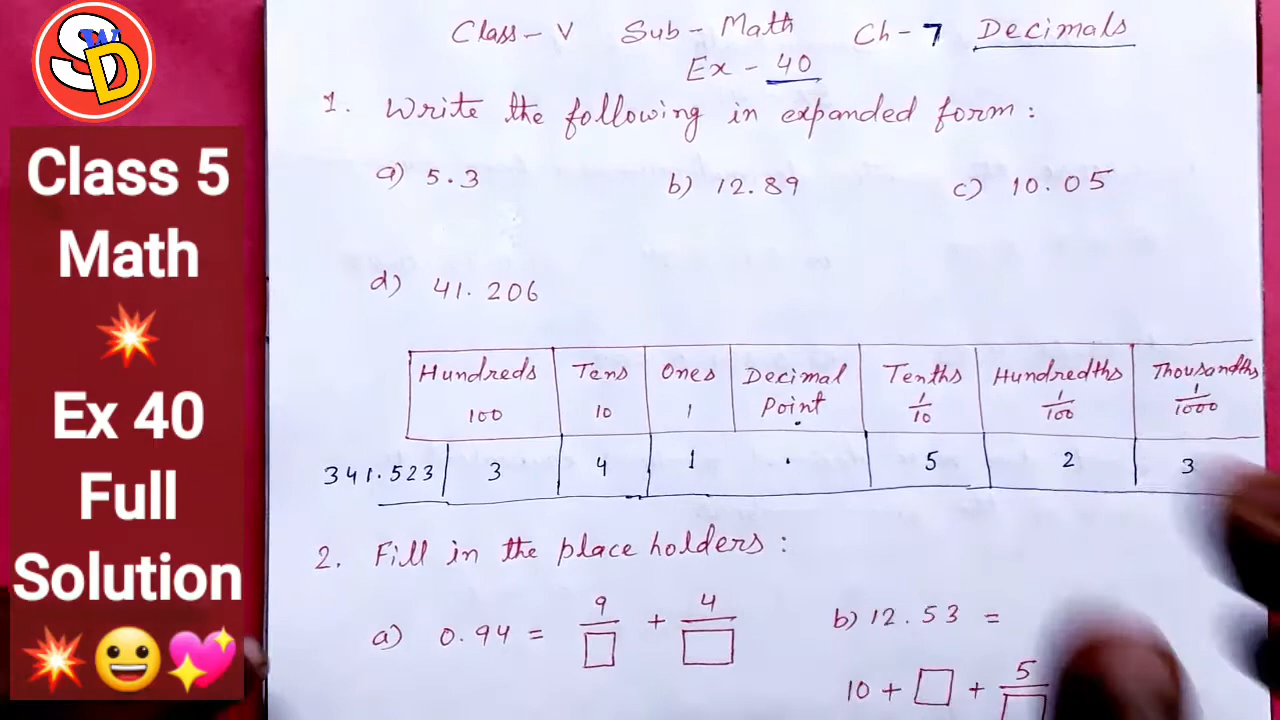 SWD
Class 5
Math
💥
Ex 40
Full
Solution
💥😀💖
Class - V Sub - Math Ch - 7 Decimals
Ex - 40
1. Write the following in expanded form :
a) 5.3 b) 12.89 c) 10.05
d) 41.206
Hundreds Tens Ones Decimal Tenths Hundredths Thousandths
100 10 1 Point . 1/10 1/100 1/1000
341.523 3 4 1 . 5 2 3
2. Fill in the place holders :
a) 0.94 = 9/□ + 4/□ b) 12.53 =
10 + □ + 5/□